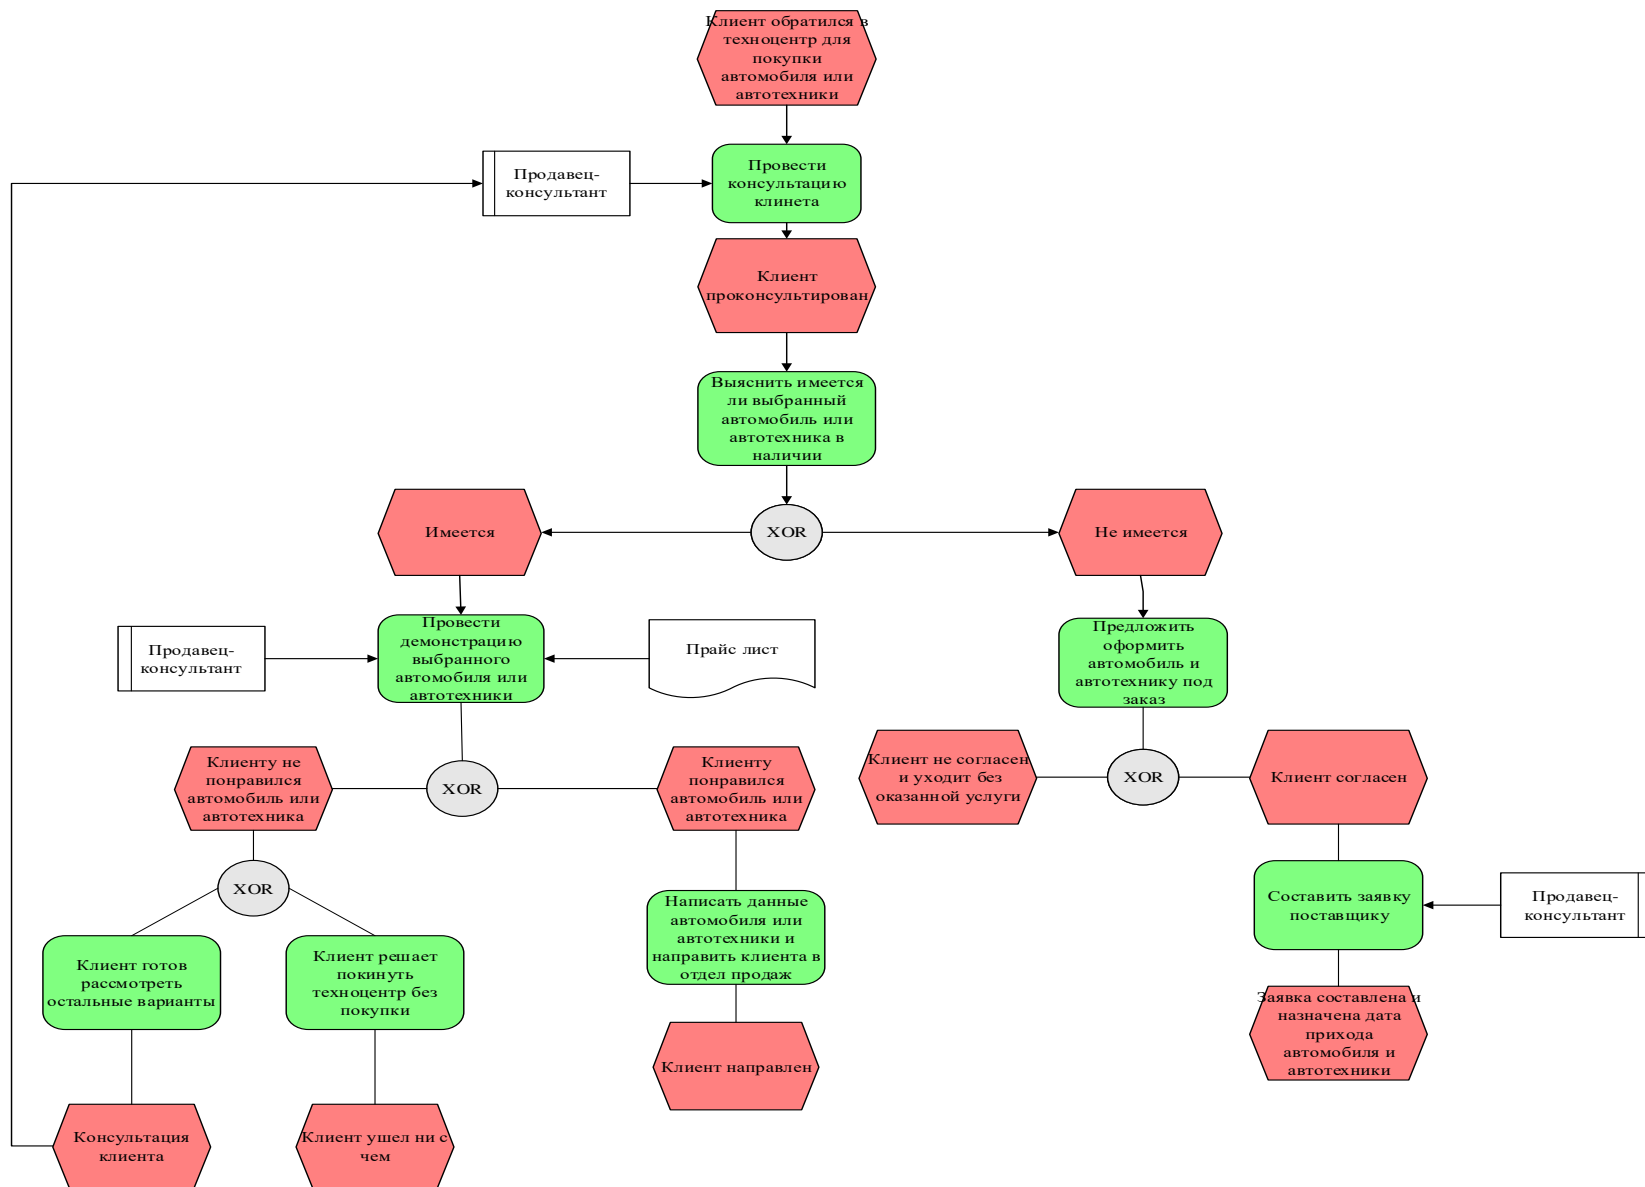 Клиент обратился в
техноцентр для
покупки
автомобиля или
автотехники
Продавец-
консультант
Провести
консультацию
клинета
Клиент
проконсультирован
Выяснить имеется
ли выбранный
автомобиль или
автотехника в
наличии
Имеется
XOR
Не имеется
Продавец-
консультант
Провести
демонстрацию
выбранного
автомобиля или
автотехники
Прайс лист
Предложить
оформить
автомобиль и
автотехнику под
заказ
Клиенту не
понравился
автомобиль или
автотехника
XOR
Клиенту
понравился
автомобиль или
автотехника
Клиент не согласен
и уходит без
оказанной услуги
XOR
Клиент согласен
XOR
Написать данные
автомобиля или
автотехники и
направить клиента в
отдел продаж
Составить заявку
поставщику
Продавец-
консультант
Клиент готов
рассмотреть
остальные варианты
Клиент решает
покинуть
техноцентр без
покупки
Клиент направлен
Заявка составлена и
назначена дата
прихода
автомобиля и
автотехники
Консультация
клиента
Клиент ушел ни с
чем